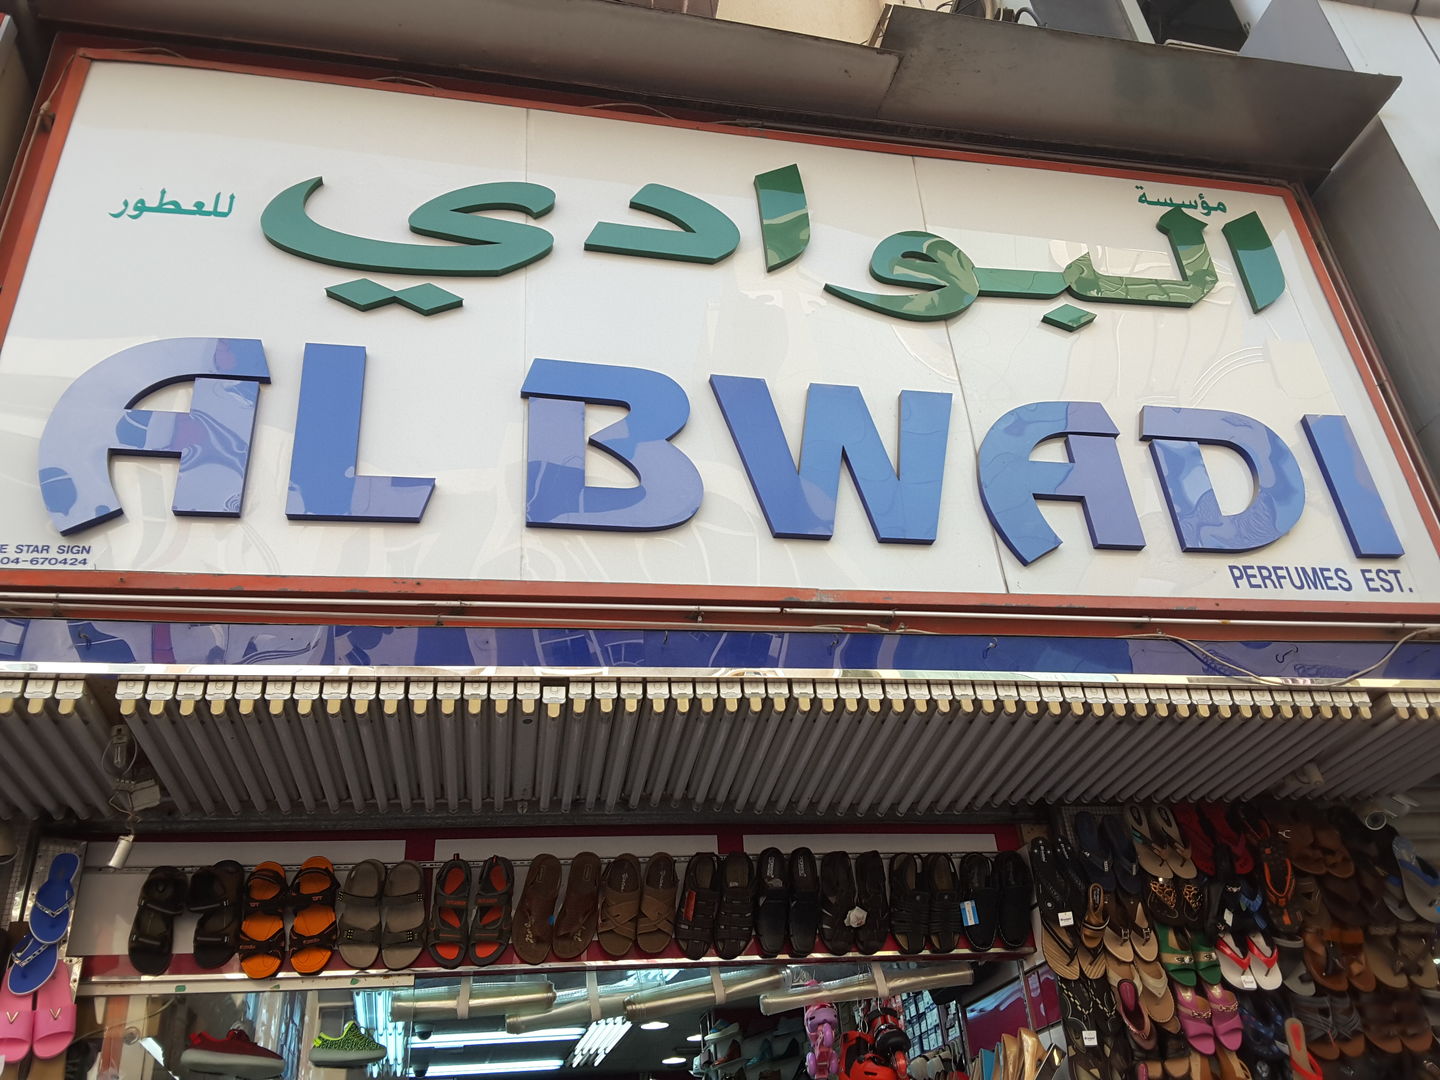 مؤسسة
البوادي
للعطور
AL BWADI
PERFUMES EST.
E STAR SIGN
04-670424